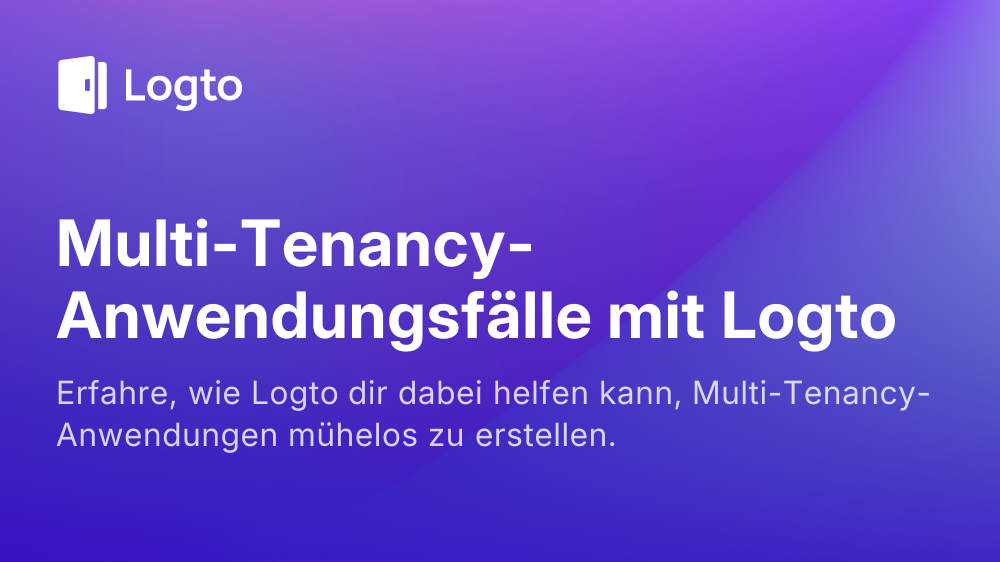 Logto
Multi-Tenancy-
Anwendungsfälle mit Logto
Erfahre, wie Logto dir dabei helfen kann, Multi-Tenancy-
Anwendungen mühelos zu erstellen.